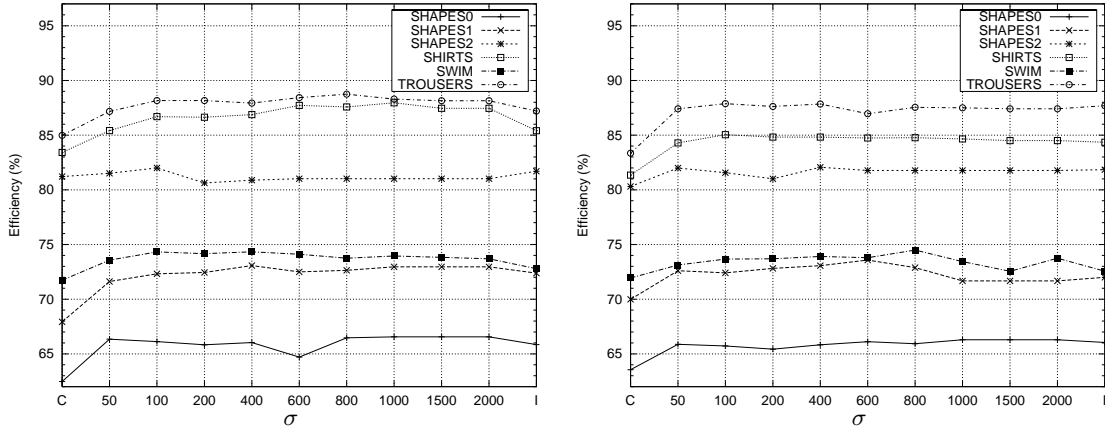 95
90
85
80
75
70
65
Efficiency (%)
C 50 100 200 400 600 800 1000 1500 2000 I
σ
SHAPES0
SHAPES1
SHAPES2
SHIRTS
SWIM
TROUSERS
95
90
85
80
75
70
65
Efficiency (%)
C 50 100 200 400 600 800 1000 1500 2000 I
σ
SHAPES0
SHAPES1
SHAPES2
SHIRTS
SWIM
TROUSERS